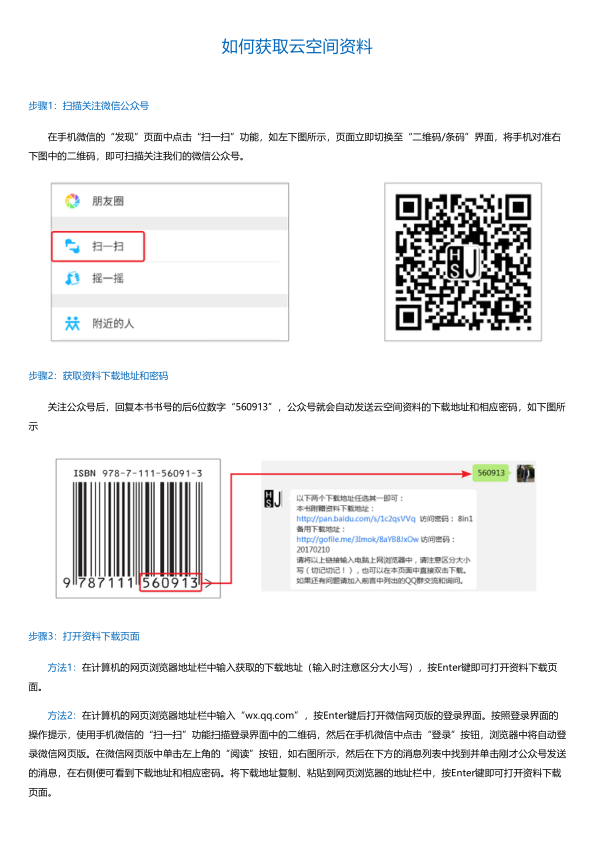 如何获取云空间资料
步骤1：扫描关注微信公众号
在手机微信的“发现”页面中点击“扫一扫”功能，如左下图所示，页面立即切换至“二维码/条码”界面，将手机对准右
下图中的二维码，即可扫描关注我们的微信公众号。
朋友圈
扫一扫
摇一摇
附近的人
HSJ
步骤2：获取资料下载地址和密码
关注公众号后，回复本书书号的后6位数字“560913”，公众号就会自动发送云空间资料的下载地址和相应密码，如下图所
示
ISBN 978-7-111-56091-3
9 787111 560913 >
560913
HSJ
以下两个下载地址任选其一即可：
本书附赠资料下载地址：
http://pan.baidu.com/s/1c2qsVVq 访问密码： 8in1
备用下载地址：
http://gofile.me/3lmok/8aYB8JxOw 访问密码：
20170210
请将以上链接输入电脑上网浏览器中，请注意区分大小
写（切记切记！），也可以在本页面中直接双击下载。
如果还有问题请加入前言中列出的QQ群交流和询问。
步骤3：打开资料下载页面
方法1：在计算机的网页浏览器地址栏中输入获取的下载地址（输入时注意区分大小写），按Enter键即可打开资料下载页
面。
方法2：在计算机的网页浏览器地址栏中输入“wx.qq.com”，按Enter键后打开微信网页版的登录界面。按照登录界面的
操作提示，使用手机微信的“扫一扫”功能扫描登录界面中的二维码，然后在手机微信中点击“登录”按钮，浏览器中将自动登
录微信网页版。在微信网页版中单击左上角的“阅读”按钮，如右图所示，然后在下方的消息列表中找到并单击刚才公众号发送
的消息，在右侧便可看到下载地址和相应密码。将下载地址复制、粘贴到网页浏览器的地址栏中，按Enter键即可打开资料下载
页面。